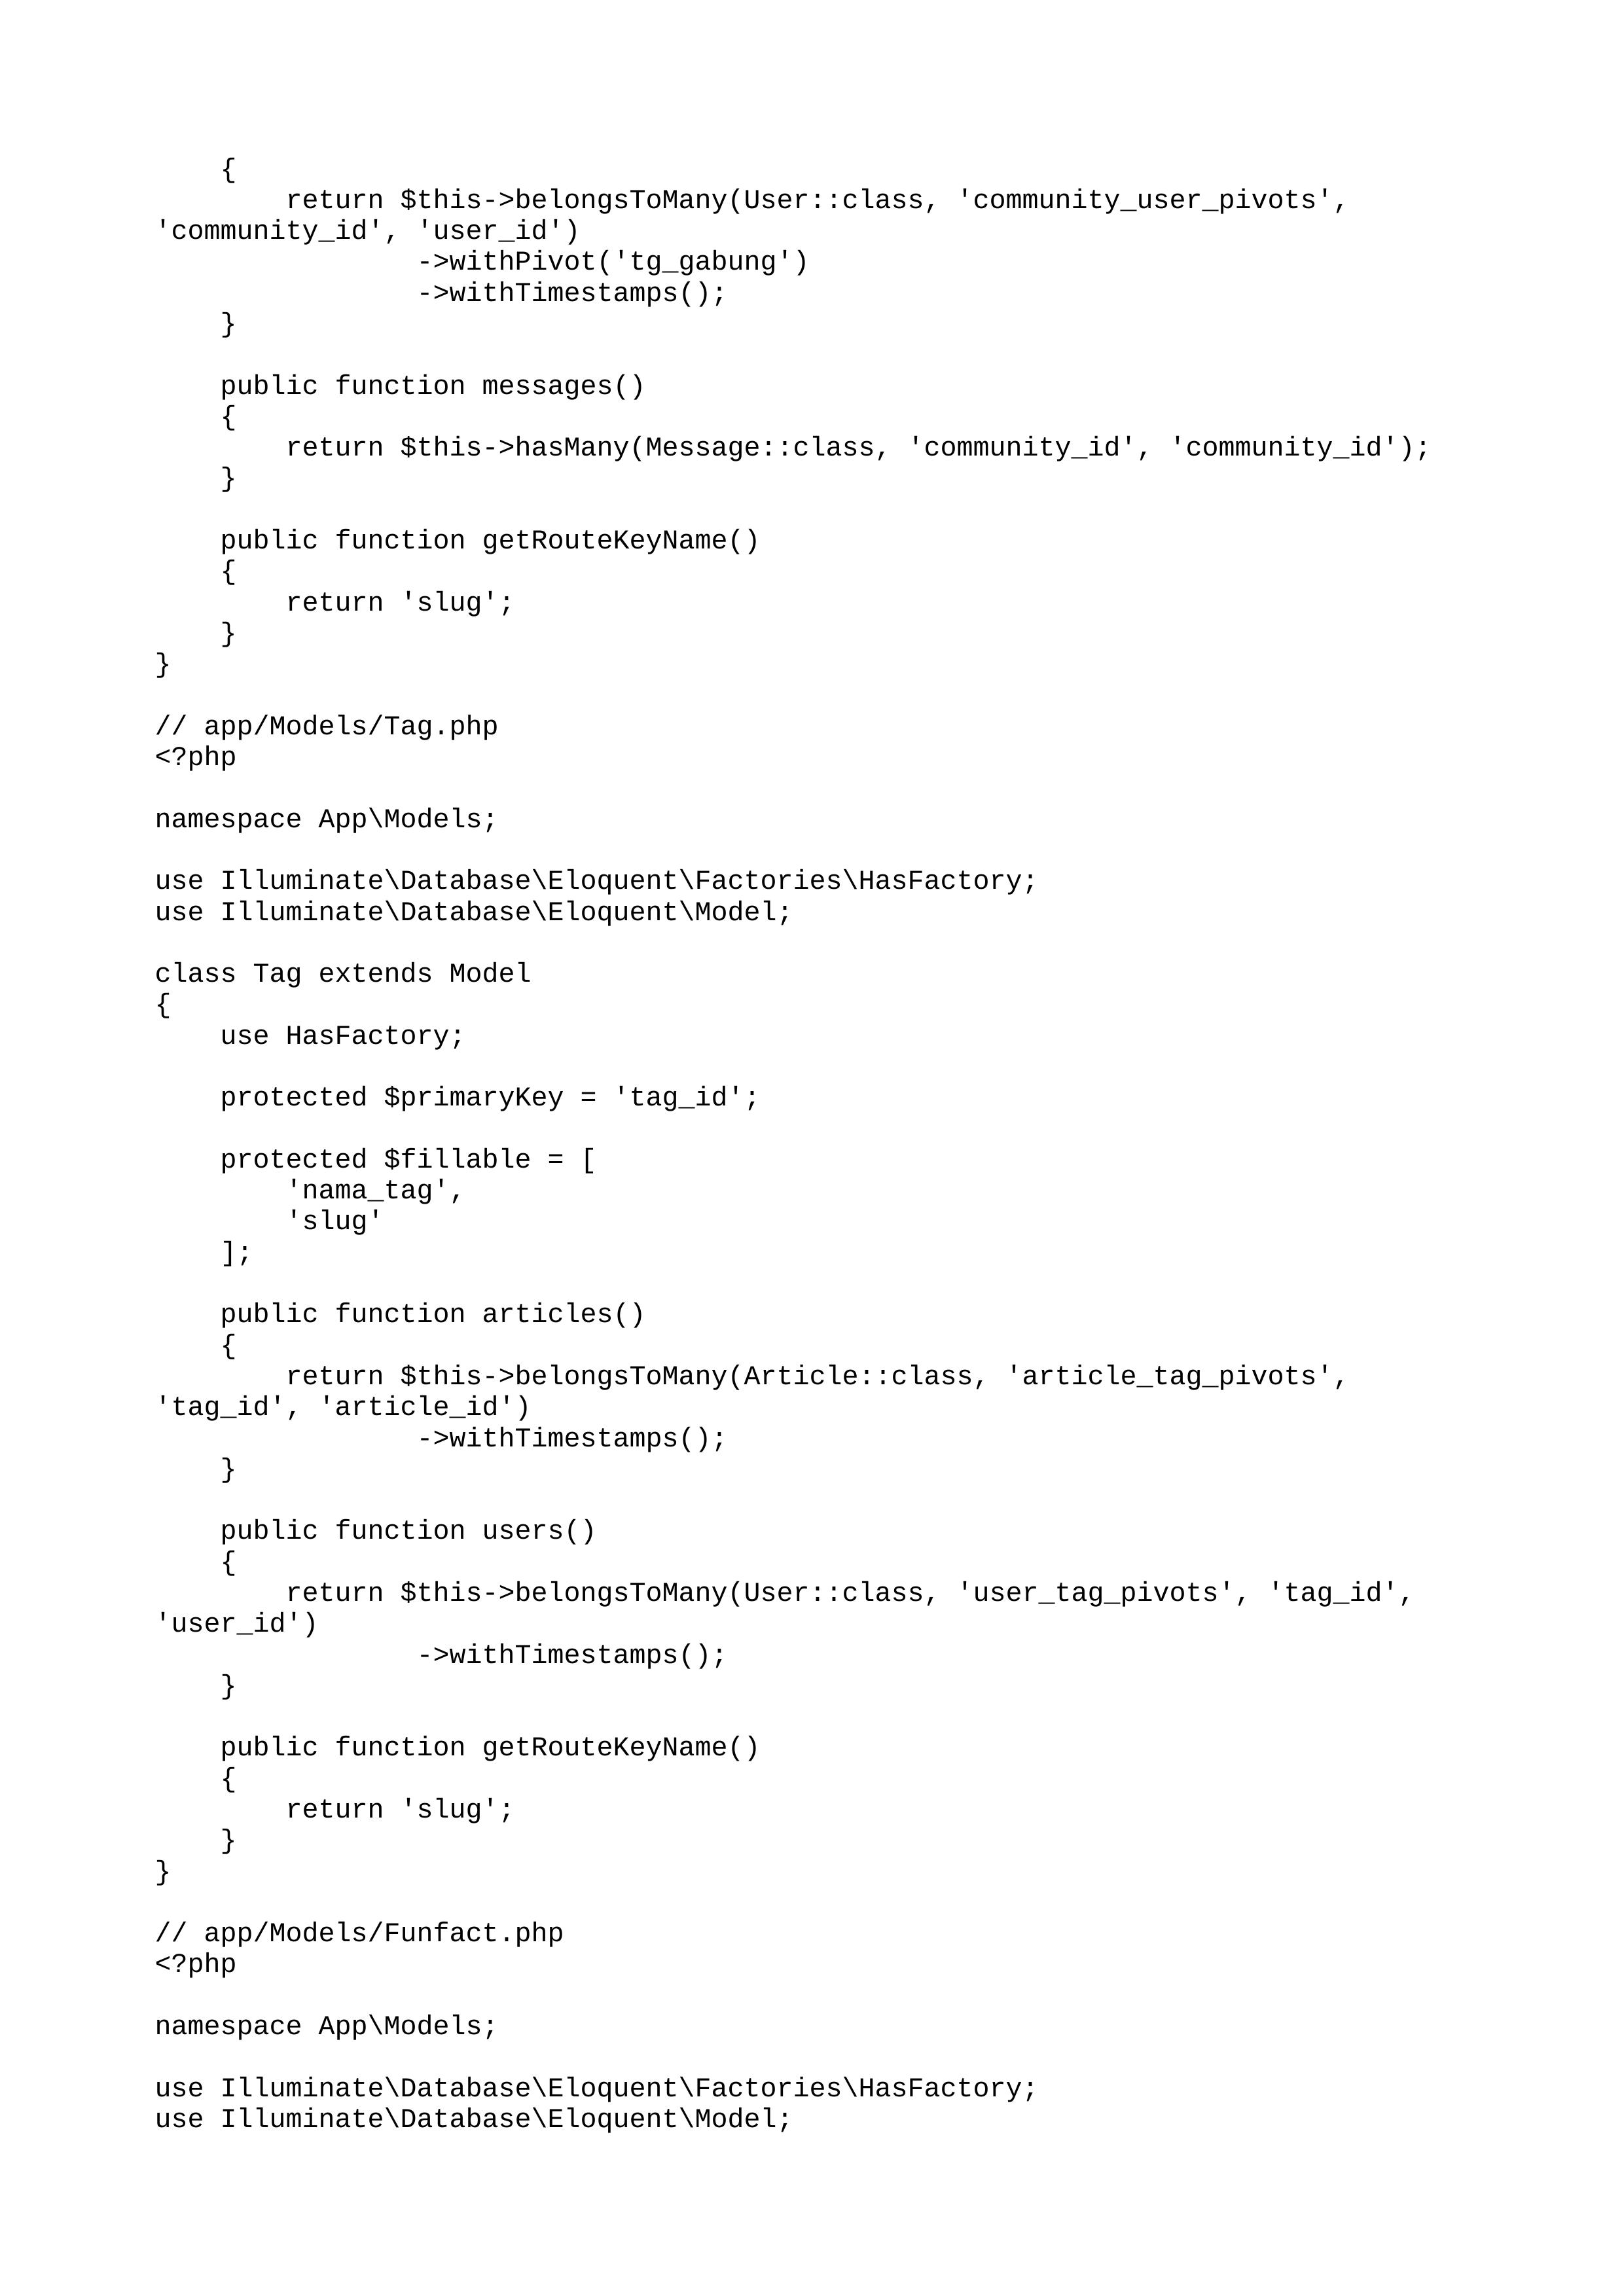 {
        return $this->belongsToMany(User::class, 'community_user_pivots',
'community_id', 'user_id')
                ->withPivot('tg_gabung')
                ->withTimestamps();
    }

    public function messages()
    {
        return $this->hasMany(Message::class, 'community_id', 'community_id');
    }

    public function getRouteKeyName()
    {
        return 'slug';
    }
}

// app/Models/Tag.php
<?php

namespace App\Models;

use Illuminate\Database\Eloquent\Factories\HasFactory;
use Illuminate\Database\Eloquent\Model;

class Tag extends Model
{
    use HasFactory;

    protected $primaryKey = 'tag_id';

    protected $fillable = [
        'nama_tag',
        'slug'
    ];

    public function articles()
    {
        return $this->belongsToMany(Article::class, 'article_tag_pivots',
'tag_id', 'article_id')
                ->withTimestamps();
    }

    public function users()
    {
        return $this->belongsToMany(User::class, 'user_tag_pivots', 'tag_id',
'user_id')
                ->withTimestamps();
    }

    public function getRouteKeyName()
    {
        return 'slug';
    }
}

// app/Models/Funfact.php
<?php

namespace App\Models;

use Illuminate\Database\Eloquent\Factories\HasFactory;
use Illuminate\Database\Eloquent\Model;